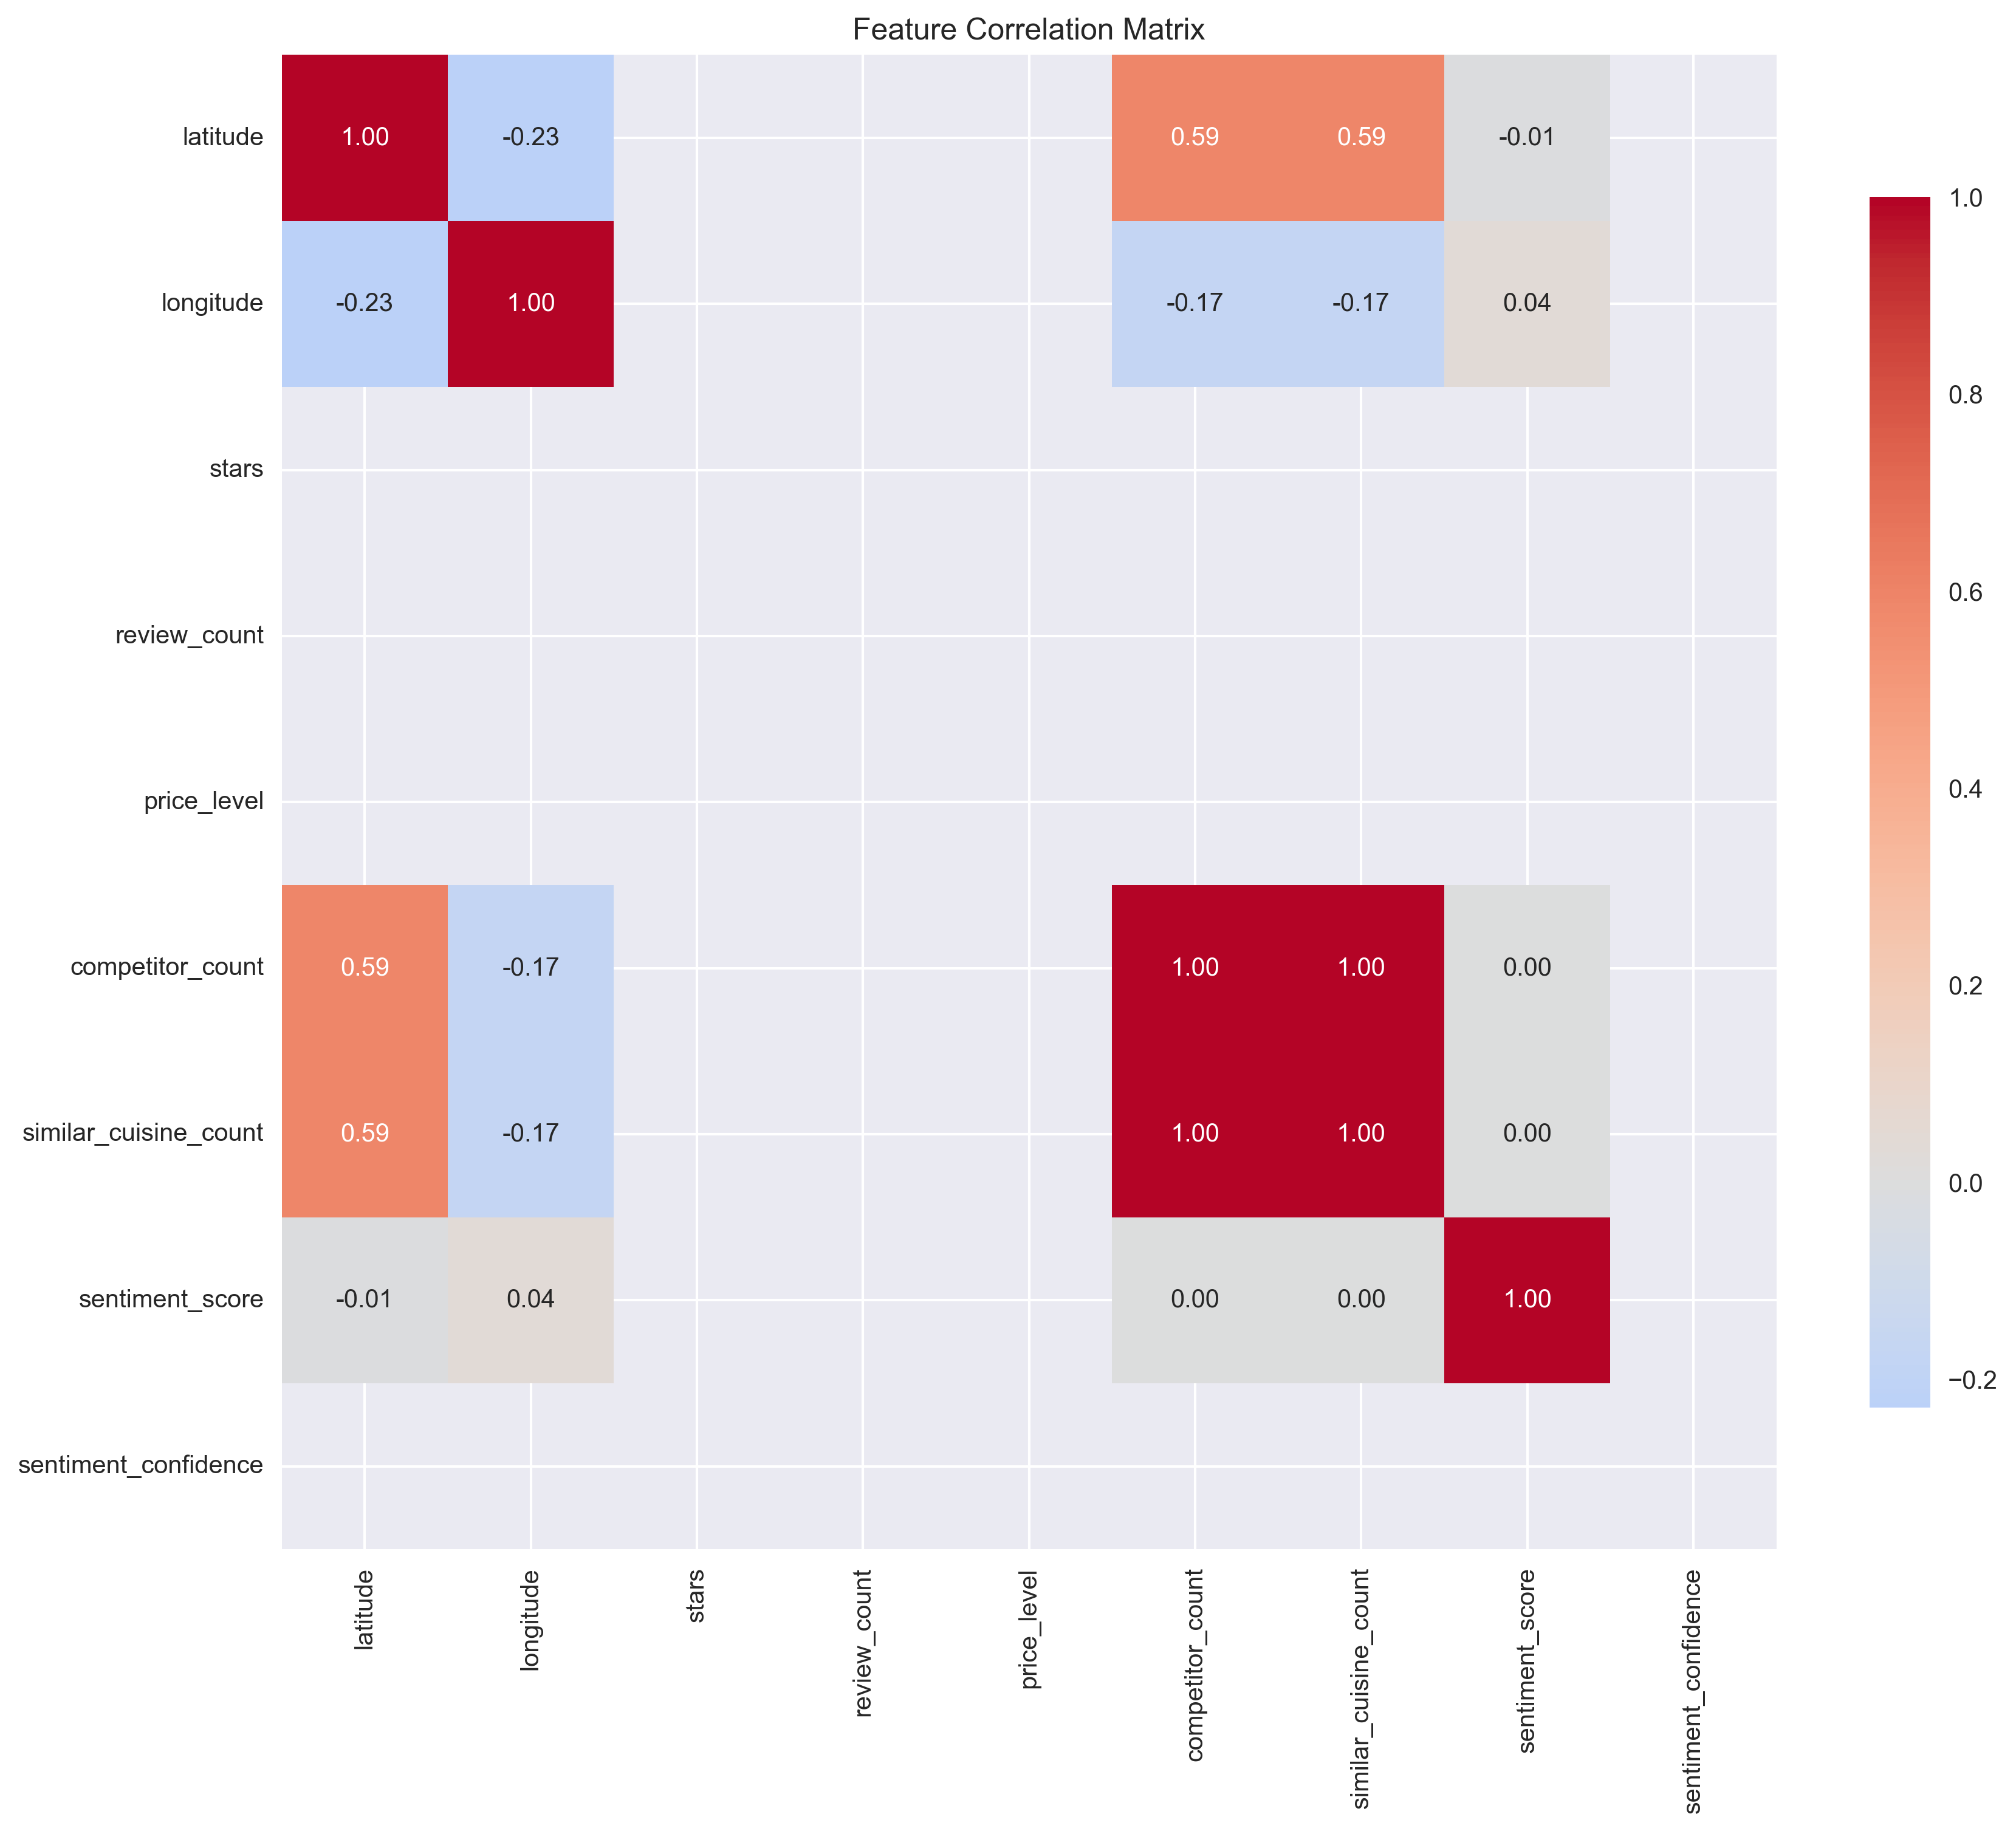 Feature Correlation Matrix
latitude 1.00 -0.23 0.59 0.59 -0.01
longitude -0.23 1.00 -0.17 -0.17 0.04
stars
review_count
price_level
competitor_count 0.59 -0.17 1.00 1.00 0.00
similar_cuisine_count 0.59 -0.17 1.00 1.00 0.00
sentiment_score -0.01 0.04 0.00 0.00 1.00
sentiment_confidence
latitude
longitude
stars
review_count
price_level
competitor_count
similar_cuisine_count
sentiment_score
sentiment_confidence
1.0
0.8
0.6
0.4
0.2
0.0
−0.2